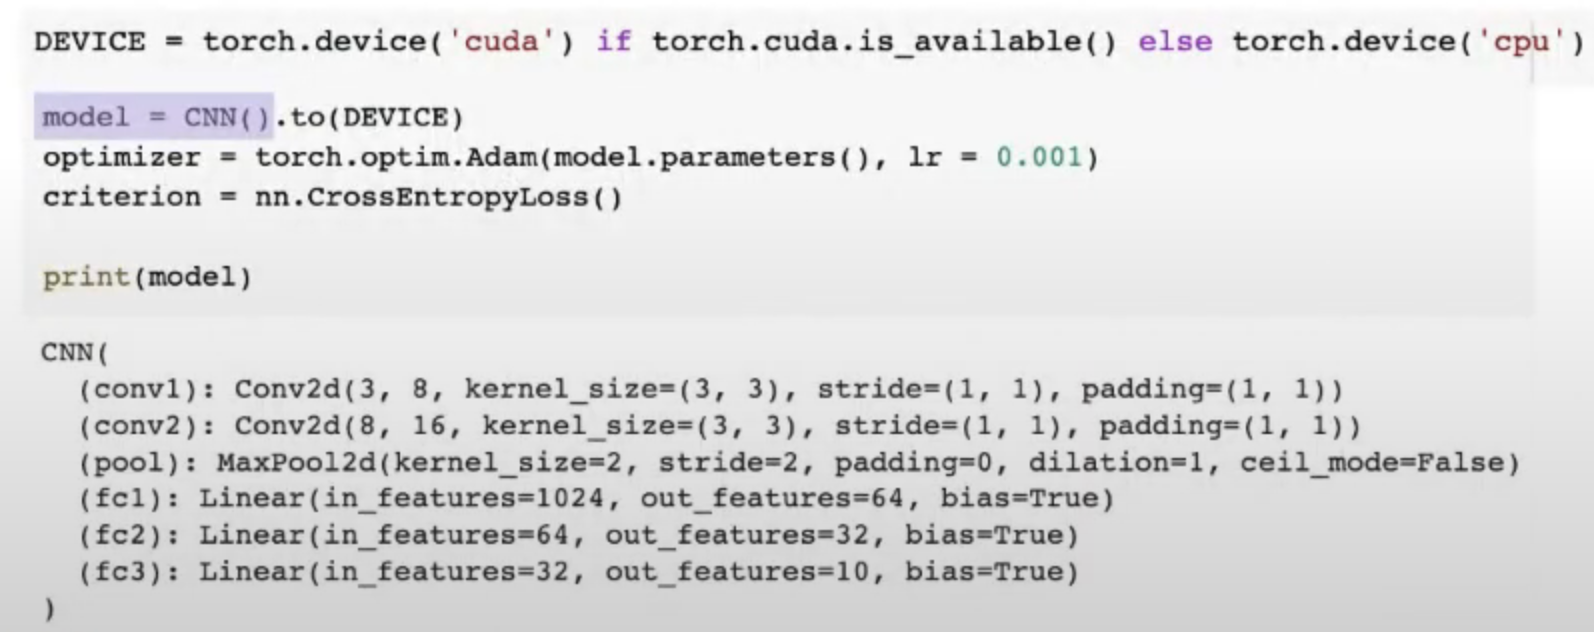 DEVICE = torch.device('cuda') if torch.cuda.is_available() else torch.device('cpu')
model = CNN().to(DEVICE)
optimizer = torch.optim.Adam(model.parameters(), lr = 0.001)
criterion = nn.CrossEntropyLoss()
print(model)
CNN(
  (conv1): Conv2d(3, 8, kernel_size=(3, 3), stride=(1, 1), padding=(1, 1))
  (conv2): Conv2d(8, 16, kernel_size=(3, 3), stride=(1, 1), padding=(1, 1))
  (pool): MaxPool2d(kernel_size=2, stride=2, padding=0, dilation=1, ceil_mode=False)
  (fc1): Linear(in_features=1024, out_features=64, bias=True)
  (fc2): Linear(in_features=64, out_features=32, bias=True)
  (fc3): Linear(in_features=32, out_features=10, bias=True)
)